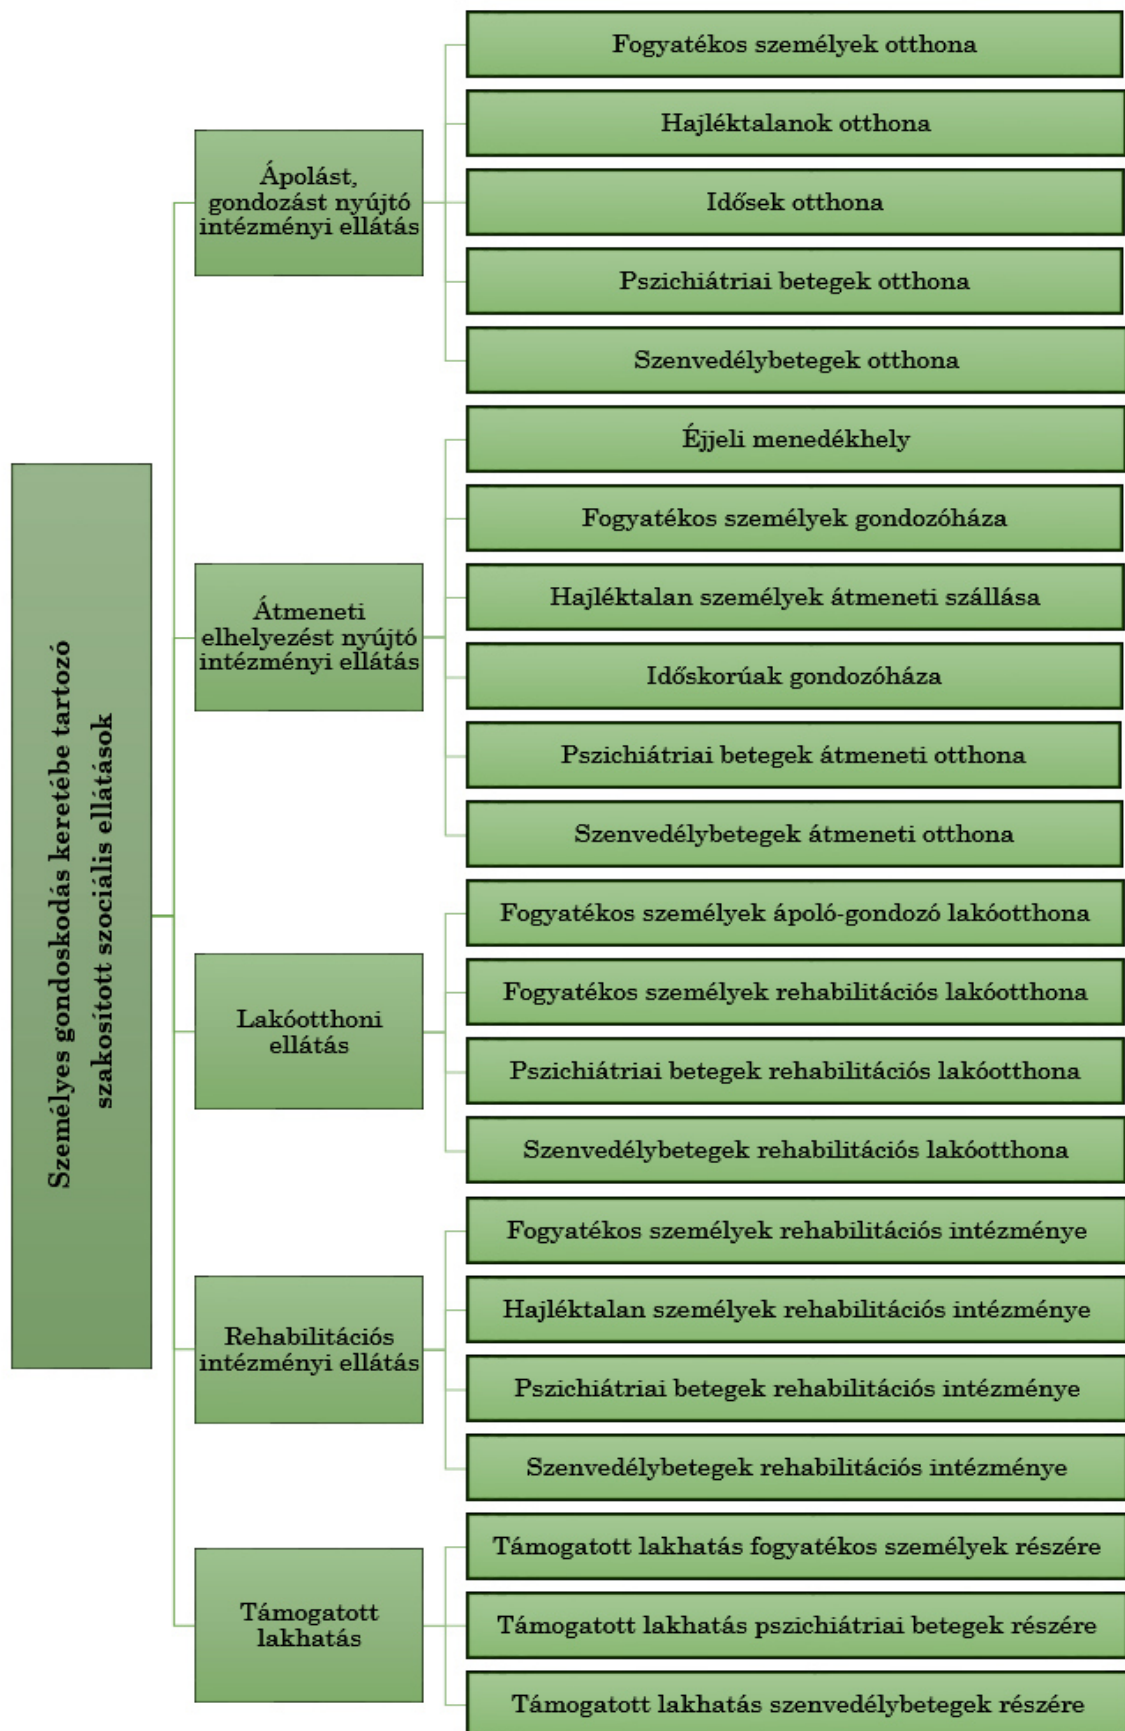 Személyes gondoskodás keretébe tartozó
szakosított szociális ellátások
Ápolást,
gondozást nyújtó
intézményi ellátás
Fogyatékos személyek otthona
Hajléktalanok otthona
Idősek otthona
Pszichiátriai betegek otthona
Szenvedélybetegek otthona
Átmeneti
elhelyezést nyújtó
intézményi ellátás
Éjjeli menedékhely
Fogyatékos személyek gondozóháza
Hajléktalan személyek átmeneti szállása
Időskorúak gondozóháza
Pszichiátriai betegek átmeneti otthona
Szenvedélybetegek átmeneti otthona
Lakóotthoni
ellátás
Fogyatékos személyek ápoló-gondozó lakóotthona
Fogyatékos személyek rehabilitációs lakóotthona
Pszichiátriai betegek rehabilitációs lakóotthona
Szenvedélybetegek rehabilitációs lakóotthona
Rehabilitációs
intézményi ellátás
Fogyatékos személyek rehabilitációs intézménye
Hajléktalan személyek rehabilitációs intézménye
Pszichiátriai betegek rehabilitációs intézménye
Szenvedélybetegek rehabilitációs intézménye
Támogatott
lakhatás
Támogatott lakhatás fogyatékos személyek részére
Támogatott lakhatás pszichiátriai betegek részére
Támogatott lakhatás szenvedélybetegek részére